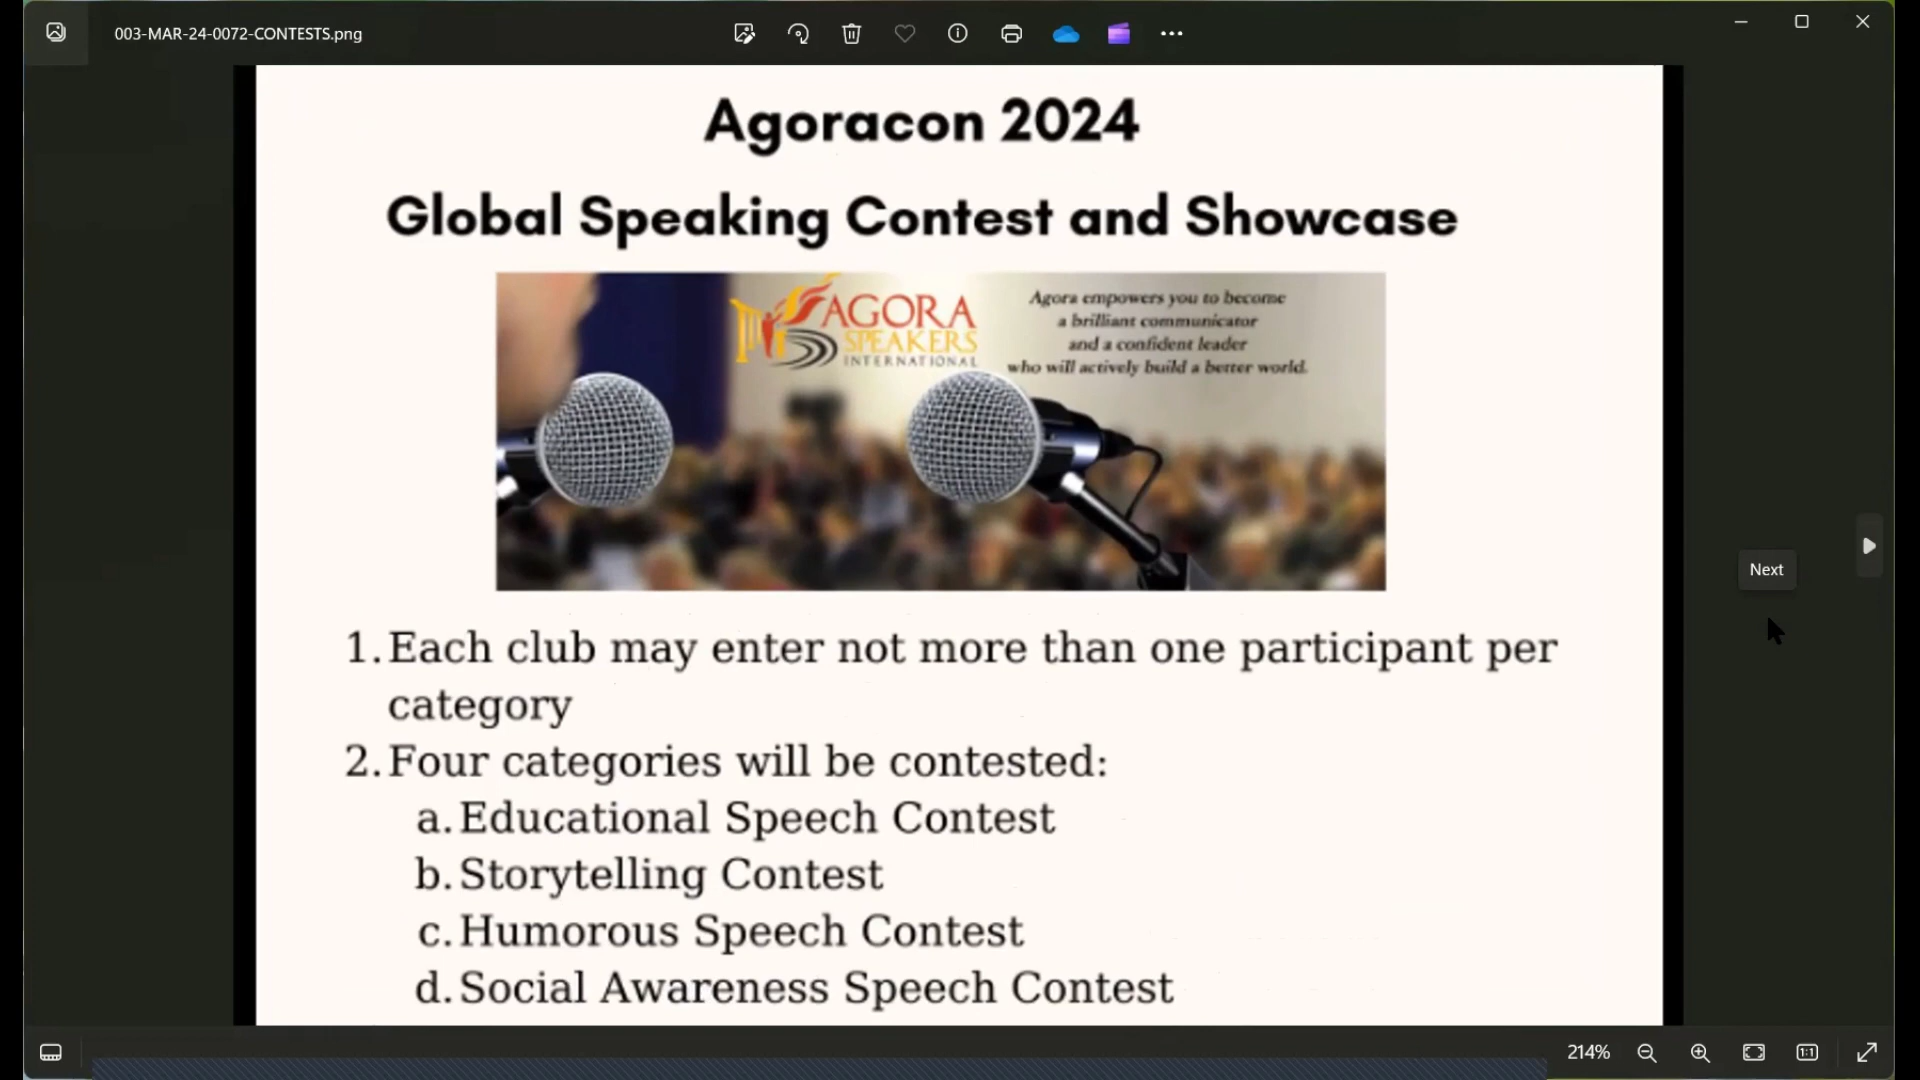 003-MAR-24-0072-CONTESTS.png
Agoracon 2024
Global Speaking Contest and Showcase
AGORA
SPEAKERS
INTERNATIONAL
Agora empowers you to become
a brilliant communicator
and a confident leader
who will actively build a better world.
Next
1. Each club may enter not more than one participant per
category
2. Four categories will be contested:
a. Educational Speech Contest
b. Storytelling Contest
c. Humorous Speech Contest
d. Social Awareness Speech Contest
214%
1:1